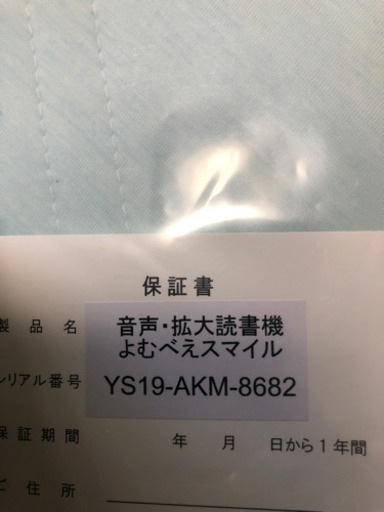 保証書
製品名 音声・拡大読書機
よむべえスマイル
シリアル番号 YS19-AKM-8682
保証期間 年 月 日から1年間
ご住所